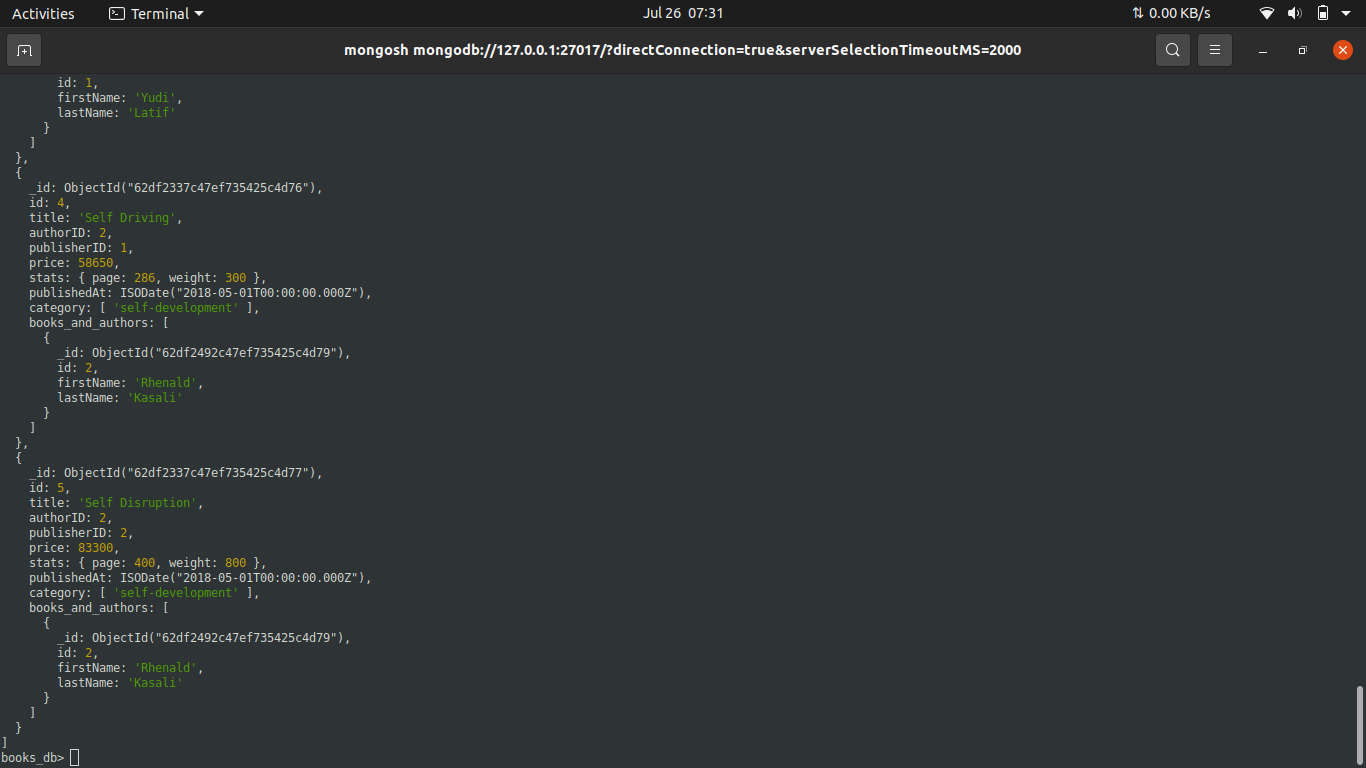 Activities Terminal Jul 26 07:31 0.00 KB/s
mongosh mongodb://127.0.0.1:27017/?directConnection=true&serverSelectionTimeoutMS=2000
        id: 1,
        firstName: 'Yudi',
        lastName: 'Latif'
      }
    ]
  },
  {
    _id: ObjectId("62df2337c47ef735425c4d76"),
    id: 4,
    title: 'Self Driving',
    authorID: 2,
    publisherID: 1,
    price: 58650,
    stats: { page: 286, weight: 300 },
    publishedAt: ISODate("2018-05-01T00:00:00.000Z"),
    category: [ 'self-development' ],
    books_and_authors: [
      {
        _id: ObjectId("62df2492c47ef735425c4d79"),
        id: 2,
        firstName: 'Rhenald',
        lastName: 'Kasali'
      }
    ]
  },
  {
    _id: ObjectId("62df2337c47ef735425c4d77"),
    id: 5,
    title: 'Self Disruption',
    authorID: 2,
    publisherID: 2,
    price: 83300,
    stats: { page: 400, weight: 800 },
    publishedAt: ISODate("2018-05-01T00:00:00.000Z"),
    category: [ 'self-development' ],
    books_and_authors: [
      {
        _id: ObjectId("62df2492c47ef735425c4d79"),
        id: 2,
        firstName: 'Rhenald',
        lastName: 'Kasali'
      }
    ]
  }
]
books_db>